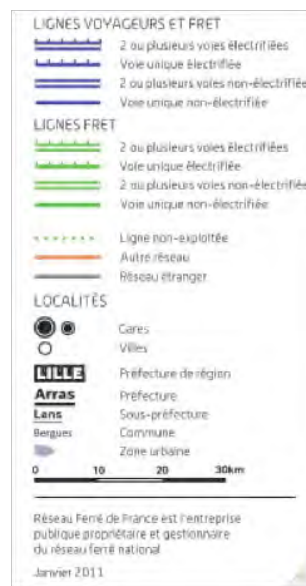 LIGNES VOYAGEURS ET FRET
2 ou plusieurs voies électrifiées
Voie unique électrifiée
2 ou plusieurs voies non-électrifiée
Voie unique non-électrifiée
LIGNES FRET
2 ou plusieurs voies électrifiées
Voie unique électrifiée
2 ou plusieurs voies non-électrifiée
Voie unique non-électrifiée
Ligne non-exploitée
Autre réseau
Réseau étranger
LOCALITÉS
Gares
Villes
LILLE Préfecture de région
Arras Préfecture
Lens Sous-préfecture
Bergues Commune
Zone urbaine
0 10 20 30km
Réseau Ferré de France est l'entreprise
publique propriétaire et gestionnaire
du réseau ferré national
Janvier 2011